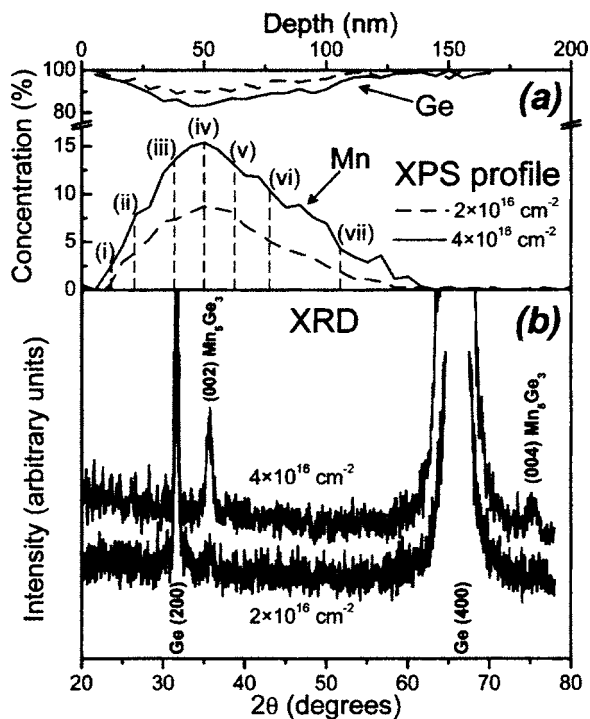 Depth (nm)
0 50 100 150 200
Concentration (%)
100
80
15
10
5
0
(a)
Ge
(i)
(ii)
(iii)
(iv)
(v)
(vi)
(vii)
Mn
XPS profile
2×10¹⁶ cm⁻²
4×10¹⁶ cm⁻²
XRD
(b)
Intensity (arbitrary units)
(002) Mn₅Ge₃
(004) Mn₅Ge₃
4×10¹⁶ cm⁻²
2×10¹⁶ cm⁻²
Ge (200)
Ge (400)
20 30 40 50 60 70 80
2θ (degrees)